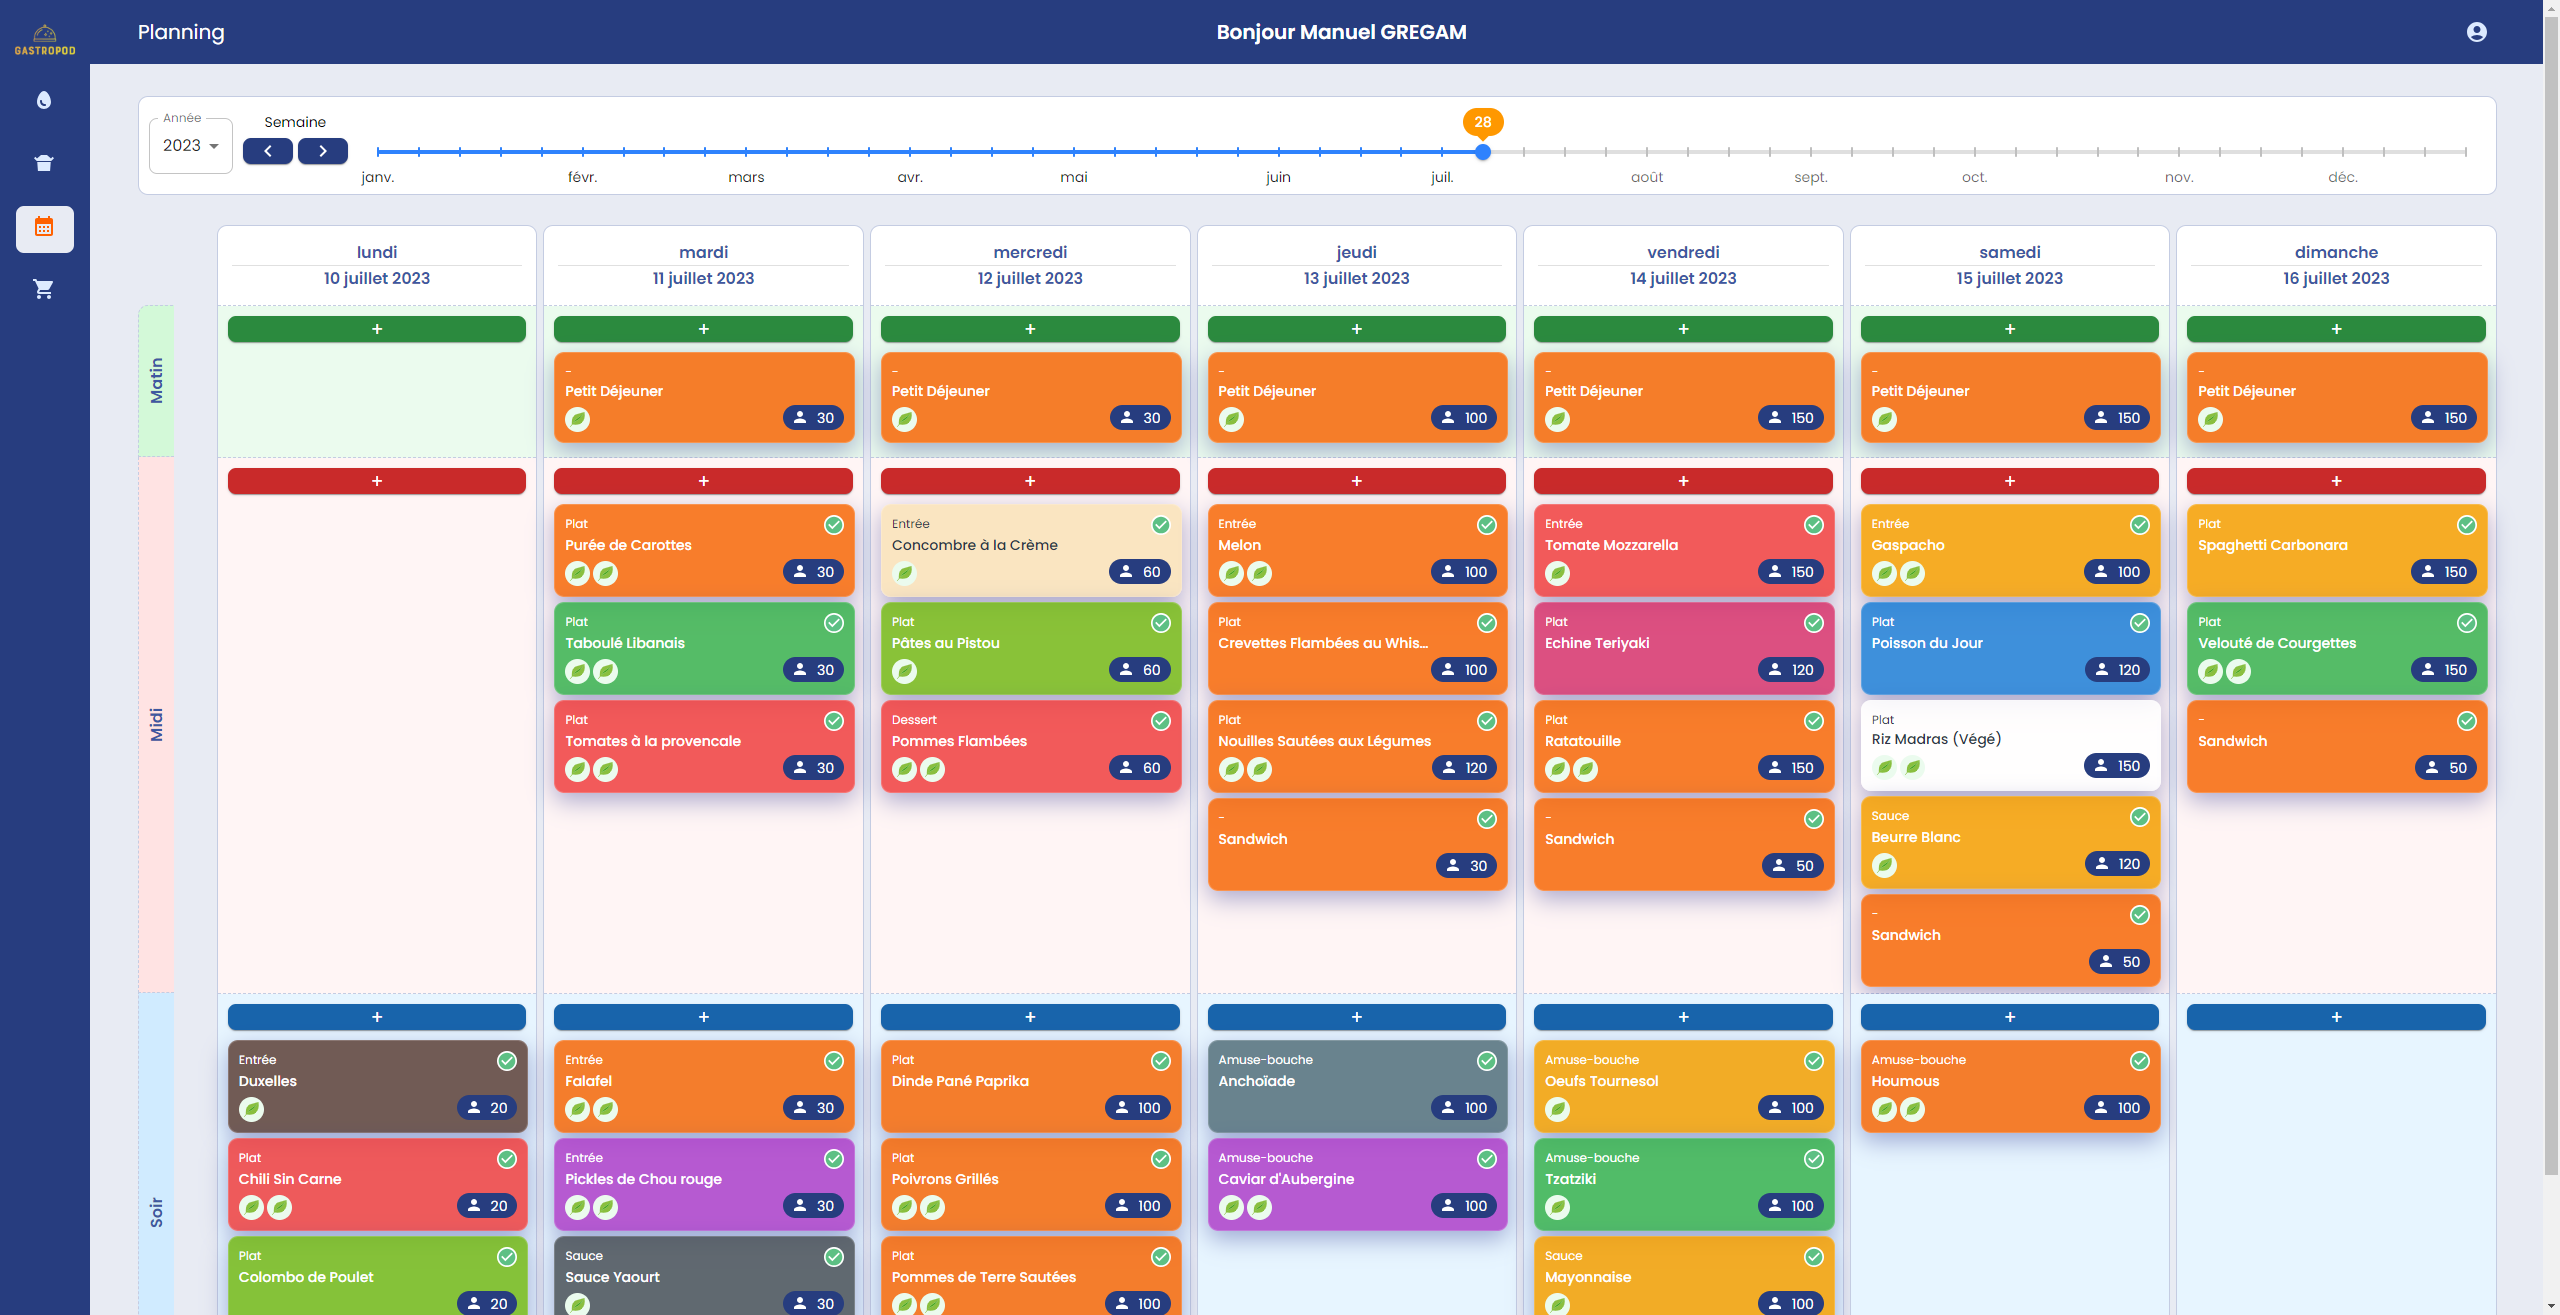 GASTROPOD
Planning
Bonjour Manuel GREGAM
Année
2023
Semaine
28
janv.
févr.
mars
avr.
mai
juin
juil.
août
sept.
oct.
nov.
déc.
lundi
10 juillet 2023
mardi
11 juillet 2023
mercredi
12 juillet 2023
jeudi
13 juillet 2023
vendredi
14 juillet 2023
samedi
15 juillet 2023
dimanche
16 juillet 2023
Matin
+
+
+
+
+
+
+
-
Petit Déjeuner
30
-
Petit Déjeuner
30
-
Petit Déjeuner
100
-
Petit Déjeuner
150
-
Petit Déjeuner
150
-
Petit Déjeuner
150
Midi
+
+
+
+
+
+
+
Plat
Purée de Carottes
30
Plat
Taboulé Libanais
30
Plat
Tomates à la provencale
30
Entrée
Concombre à la Crème
60
Plat
Pâtes au Pistou
60
Dessert
Pommes Flambées
60
Entrée
Melon
100
Plat
Crevettes Flambées au Whis...
100
Plat
Nouilles Sautées aux Légumes
120
-
Sandwich
30
Entrée
Tomate Mozzarella
150
Plat
Echine Teriyaki
120
Plat
Ratatouille
150
-
Sandwich
50
Entrée
Gaspacho
100
Plat
Poisson du Jour
120
Plat
Riz Madras (Végé)
150
Sauce
Beurre Blanc
120
-
Sandwich
50
Plat
Spaghetti Carbonara
150
Plat
Velouté de Courgettes
150
-
Sandwich
50
Soir
+
+
+
+
+
+
+
Entrée
Duxelles
20
Plat
Chili Sin Carne
20
Plat
Colombo de Poulet
20
Entrée
Falafel
30
Entrée
Pickles de Chou rouge
30
Sauce
Sauce Yaourt
30
Plat
Dinde Pané Paprika
100
Plat
Poivrons Grillés
100
Plat
Pommes de Terre Sautées
100
Amuse-bouche
Anchoïade
100
Amuse-bouche
Caviar d'Aubergine
100
Amuse-bouche
Oeufs Tournesol
100
Amuse-bouche
Tzatziki
100
Sauce
Mayonnaise
100
Amuse-bouche
Houmous
100